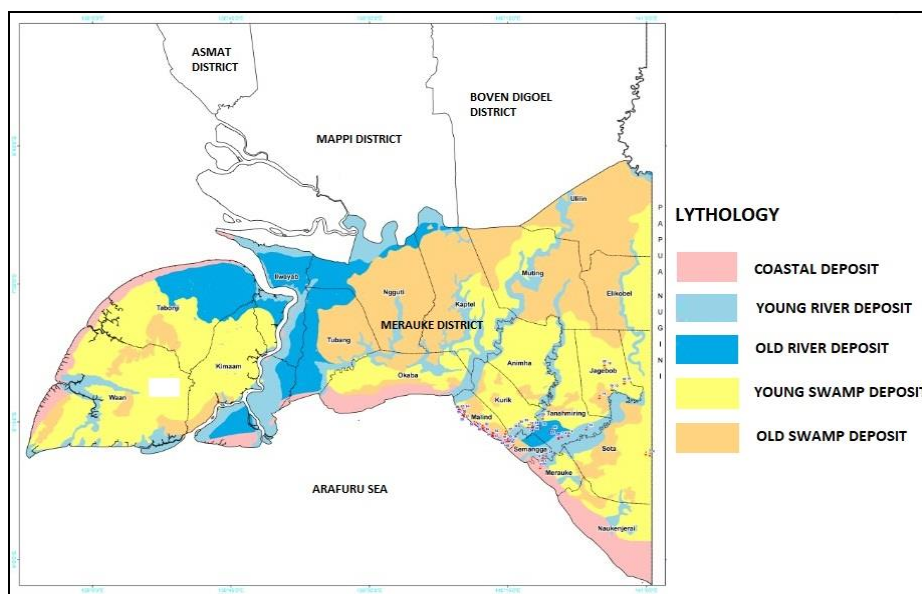 ASMAT
DISTRICT
BOVEN DIGOEL
DISTRICT
MAPPI DISTRICT
Ulilin
PAPUA NUGINI
LYTHOLOGY
COASTAL DEPOSIT
YOUNG RIVER DEPOSIT
OLD RIVER DEPOSIT
YOUNG SWAMP DEPOSIT
OLD SWAMP DEPOSIT
Ilwayab
Muting
Elikobel
Tabonji
Ngguti
Kaptel
MERAUKE DISTRICT
Tubang
Kimaam
Okaba
Animha
Jagebob
Waan
Kurik
Malind
Tanahmiring
Semangga
Sota
Merauke
Naukenjerai
ARAFURU SEA